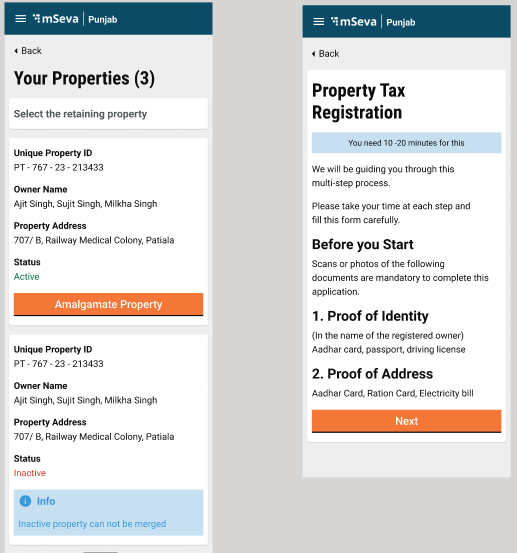 mSeva | Punjab
Back
Your Properties (3)
Select the retaining property
Unique Property ID
PT - 767 - 23 - 213433
Owner Name
Ajit Singh, Sujit Singh, Milkha Singh
Property Address
707/ B, Railway Medical Colony, Patiala
Status
Active
Amalgamate Property
Unique Property ID
PT - 767 - 23 - 213433
Owner Name
Ajit Singh, Sujit Singh, Milkha Singh
Property Address
707/ B, Railway Medical Colony, Patiala
Status
Inactive
Info
Inactive property can not be merged
mSeva | Punjab
Back
Property Tax
Registration
You need 10 -20 minutes for this
We will be guiding you through this
multi-step process.
Please take your time at each step and
fill this form carefully.
Before you Start
Scans or photos of the following
documents are mandatory to complete this
application.
1. Proof of Identity
(In the name of the registered owner)
Aadhar card, passport, driving license
2. Proof of Address
Aadhar Card, Ration Card, Electricity bill
Next